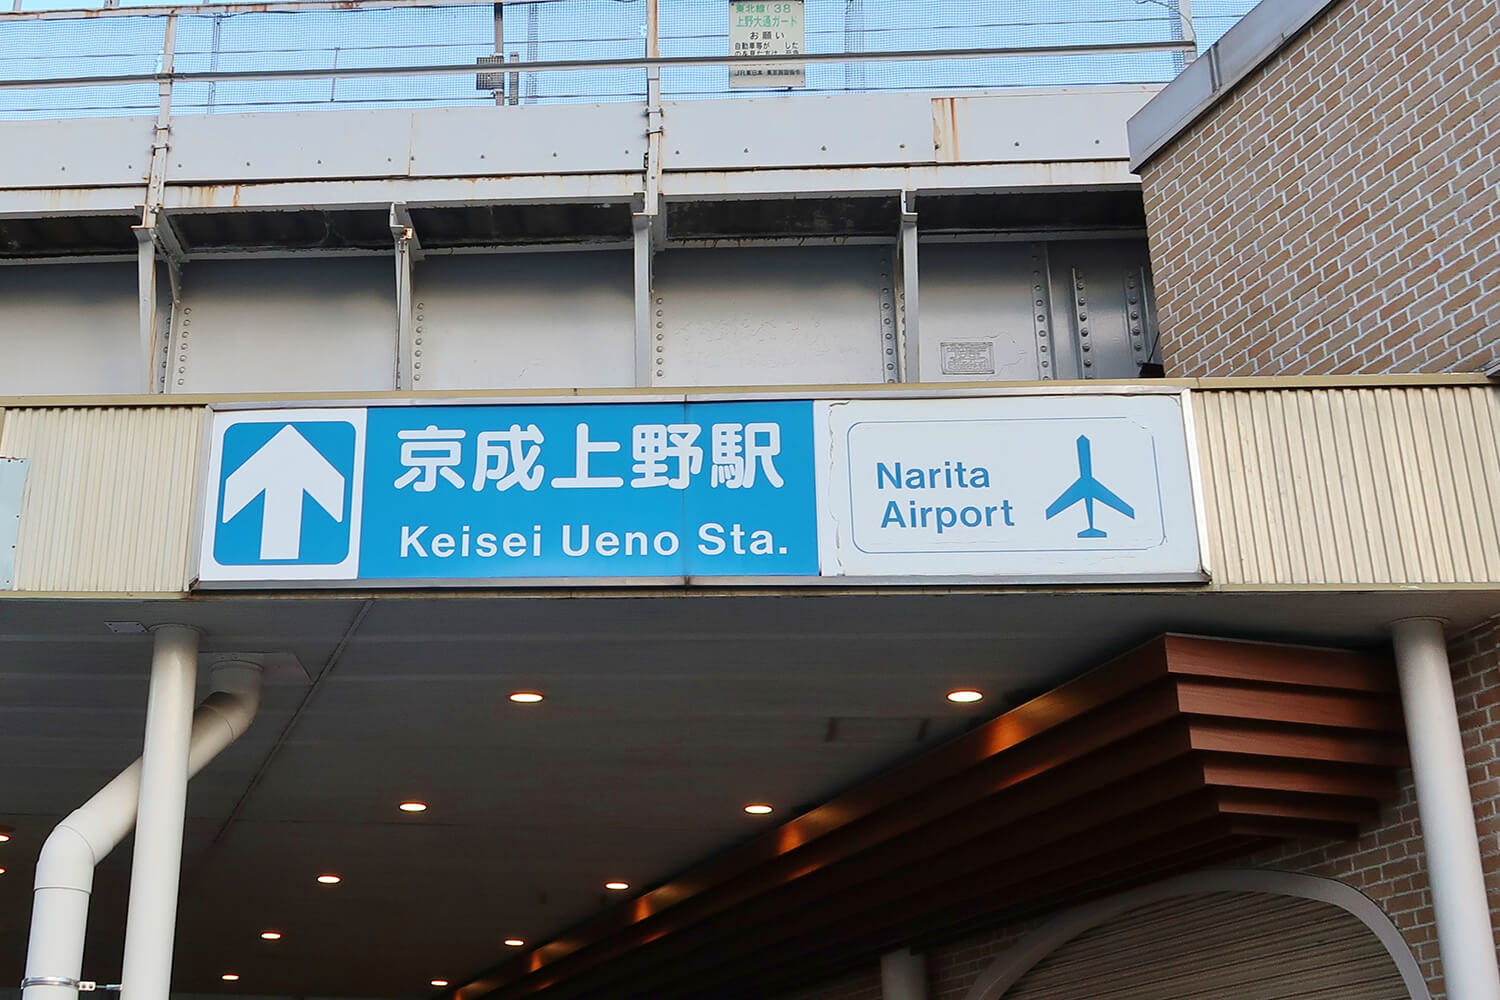 東北線
上野大通ガード
お願い
京成上野駅
Keisei Ueno Sta.
Narita
Airport